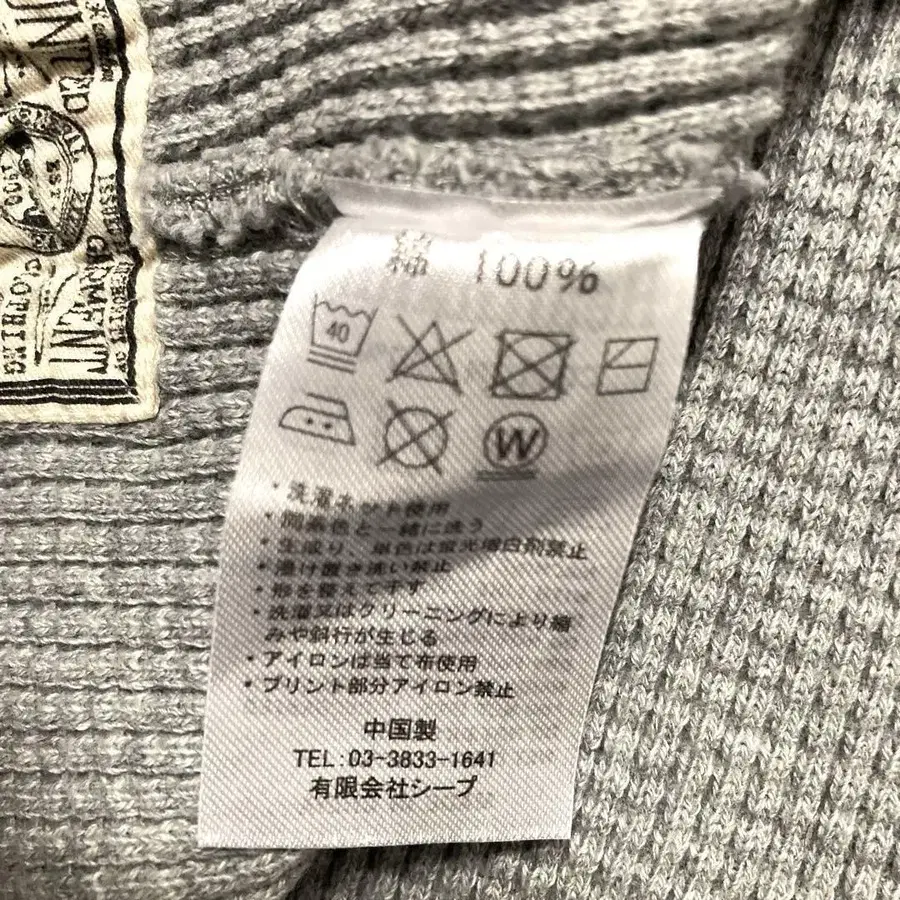 綿 100%
40
W
・洗濯ネット使用
・同系色と一緒に洗う
・生成り、単色は蛍光増白剤禁止
・漬け置き洗い禁止
・形を整えて干す
・洗濯又はクリーニングにより縮
みや斜行が生じる
・アイロンは当て布使用
・プリント部分アイロン禁止
中国製
TEL:03-3833-1641
有限会社シープ
1900
GARMENT
CLOTHING